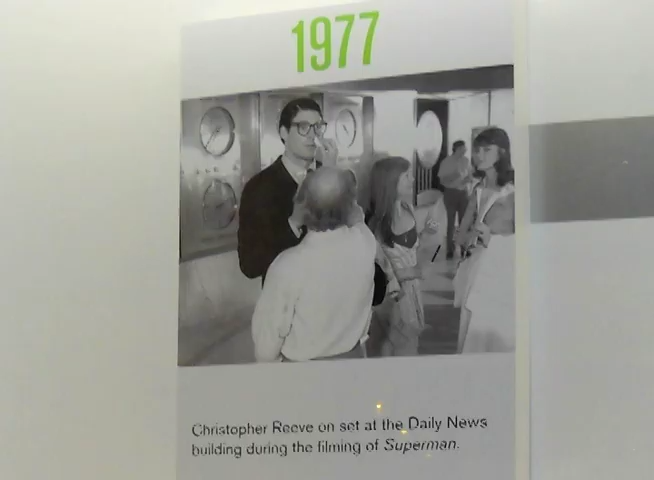 1977
Christopher Reeve on set at the Daily News
building during the filming of Superman.